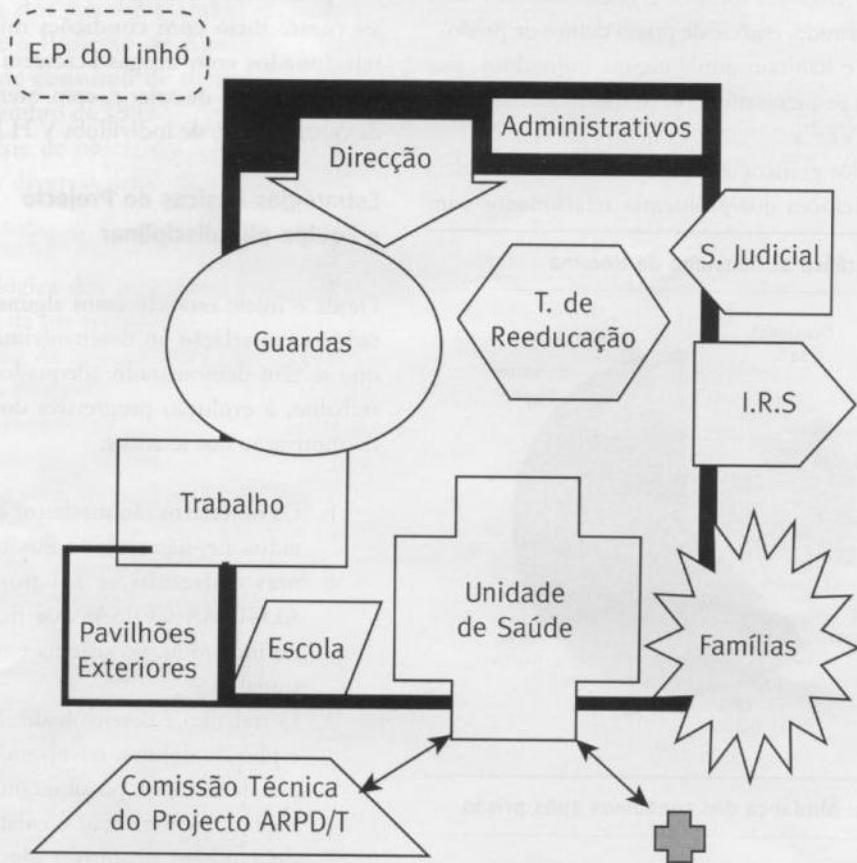 E.P. do Linhó
Administrativos
Direcção
S. Judicial
T. de
Reeducação
Guardas
I.R.S
Trabalho
Unidade
de Saúde
Famílias
Pavilhões
Exteriores
Escola
Comissão Técnica
do Projecto ARPD/T